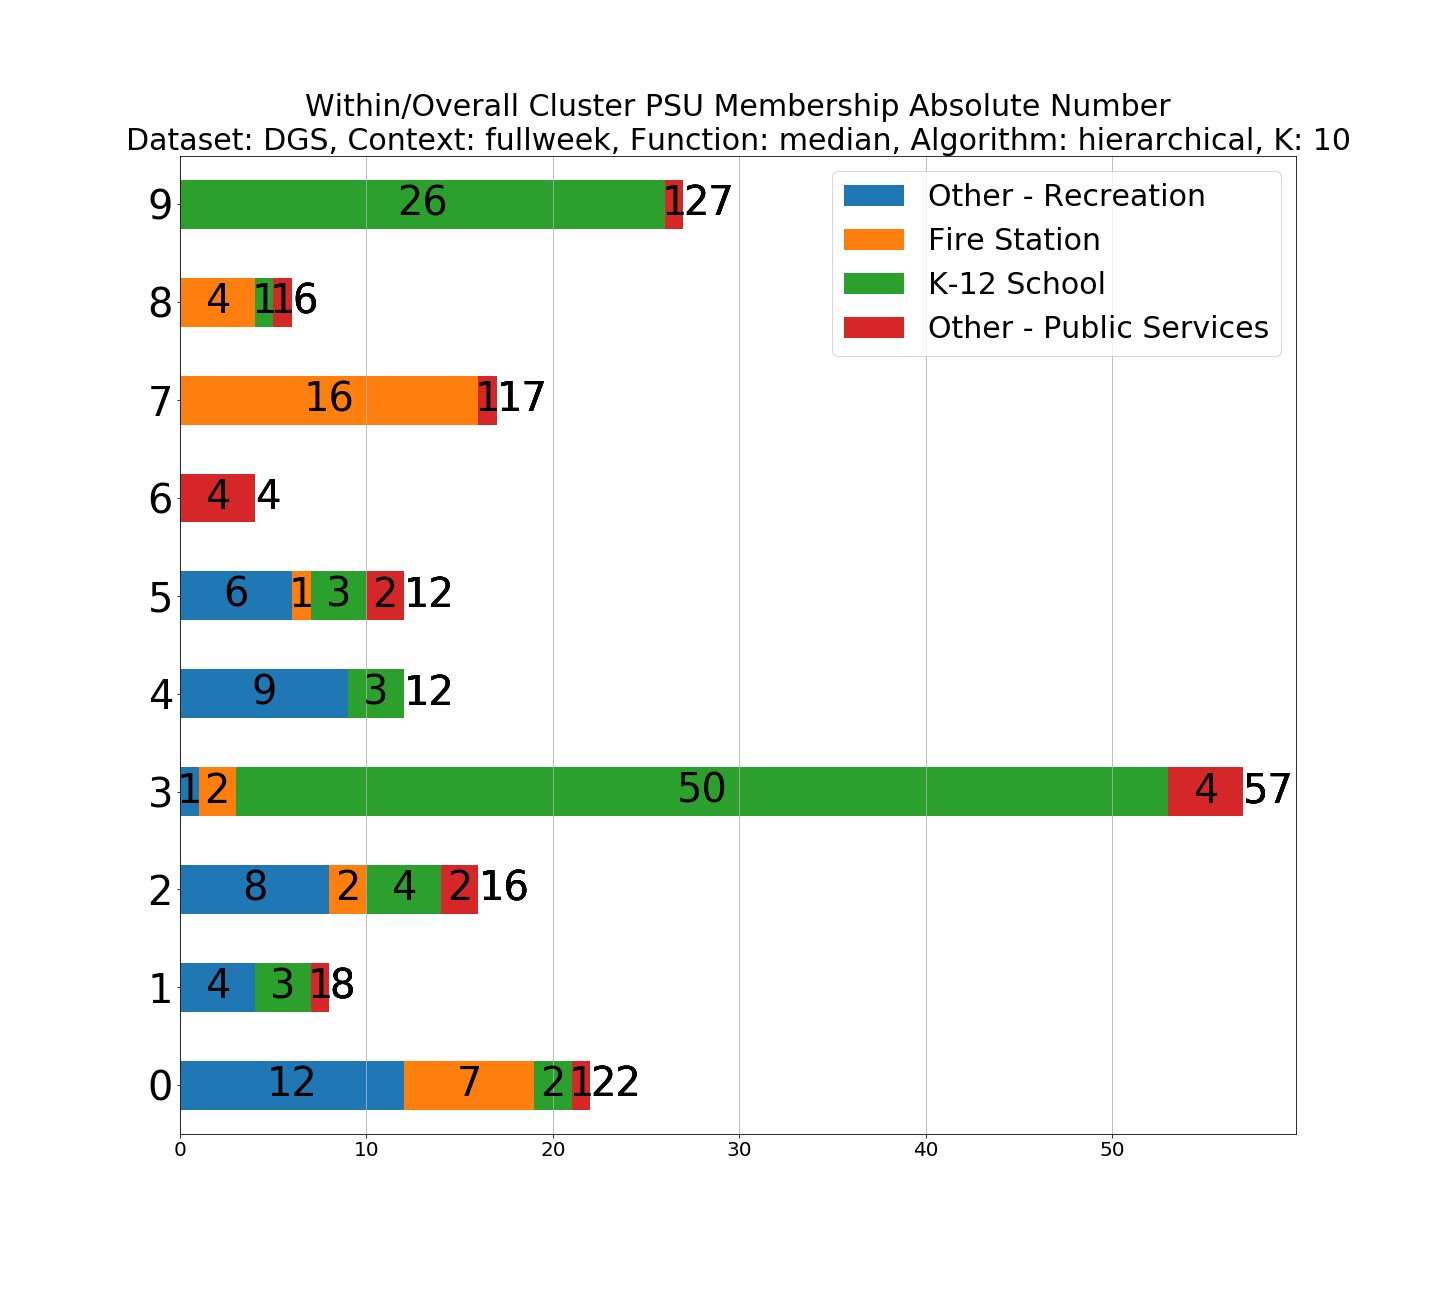 Within/Overall Cluster PSU Membership Absolute Number
Dataset: DGS, Context: fullweek, Function: median, Algorithm: hierarchical, K: 10
Other - Recreation
Fire Station
K-12 School
Other - Public Services
9 26 1 27
8 4 1 1 6
7 16 1 17
6 4 4
5 6 1 3 2 12
4 9 3 12
3 1 2 50 4 57
2 8 2 4 2 16
1 4 3 1 8
0 12 7 2 1 22
0 10 20 30 40 50